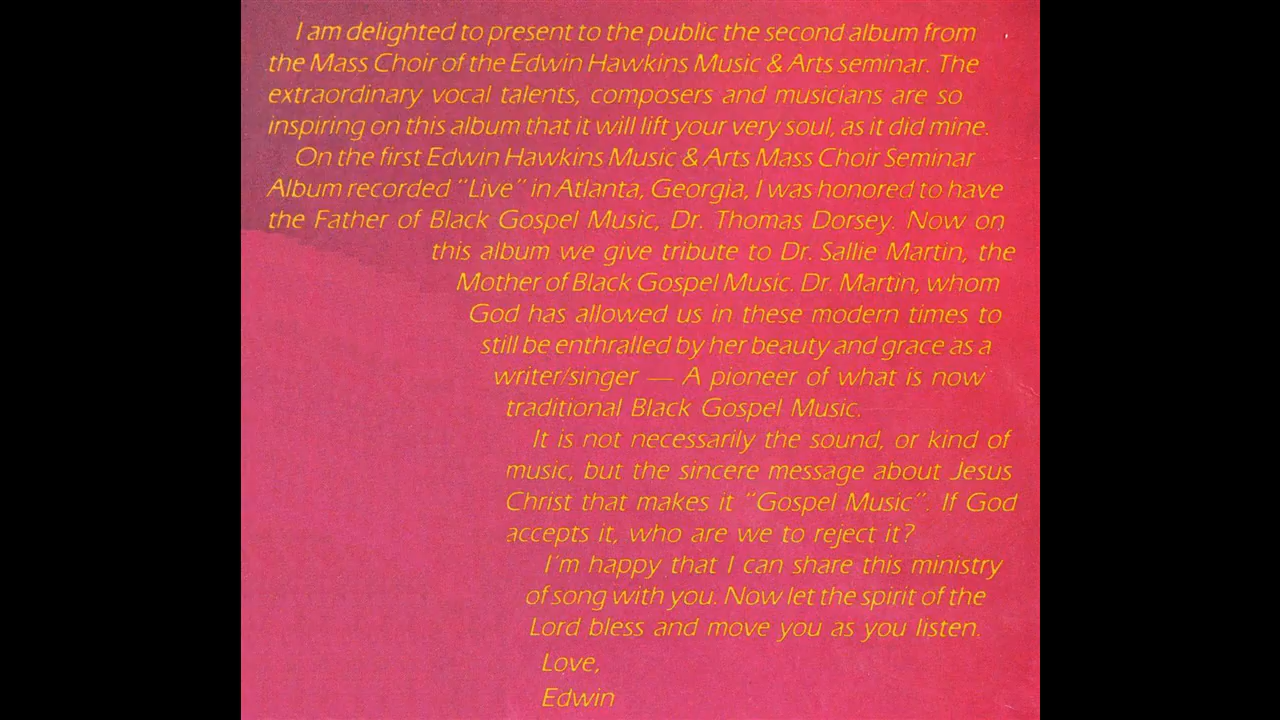 I am delighted to present to the public the second album from
the Mass Choir of the Edwin Hawkins Music & Arts seminar. The
extraordinary vocal talents, composers and musicians are so
inspiring on this album that it will lift your very soul, as it did mine.
On the first Edwin Hawkins Music & Arts Mass Choir Seminar
Album recorded "Live" in Atlanta, Georgia, I was honored to have
the Father of Black Gospel Music, Dr. Thomas Dorsey. Now on
this album we give tribute to Dr. Sallie Martin, the
Mother of Black Gospel Music. Dr. Martin, whom
God has allowed us in these modern times to
still be enthralled by her beauty and grace as a
writer/singer — A pioneer of what is now
traditional Black Gospel Music.
It is not necessarily the sound, or kind of
music, but the sincere message about Jesus
Christ that makes it "Gospel Music". If God
accepts it, who are we to reject it?
I'm happy that I can share this ministry
of song with you. Now let the spirit of the
Lord bless and move you as you listen.
Love,
Edwin